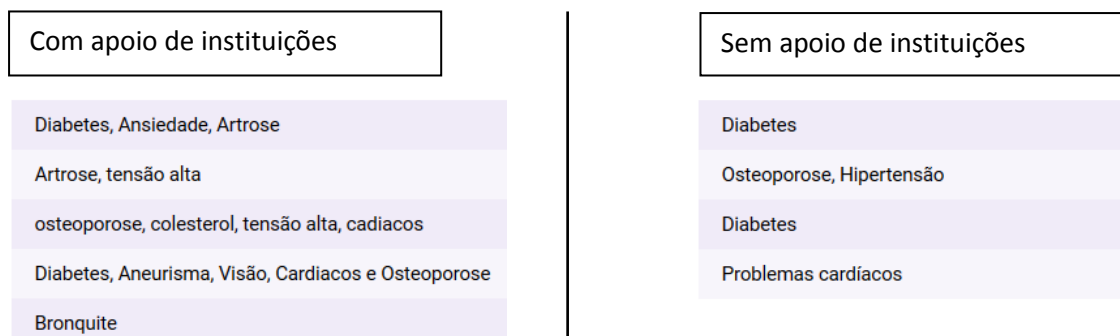 Com apoio de instituições
Diabetes, Ansiedade, Artrose
Artrose, tensão alta
osteoporose, colesterol, tensão alta, cadiacos
Diabetes, Aneurisma, Visão, Cardiacos e Osteoporose
Bronquite
Sem apoio de instituições
Diabetes
Osteoporose, Hipertensão
Diabetes
Problemas cardíacos